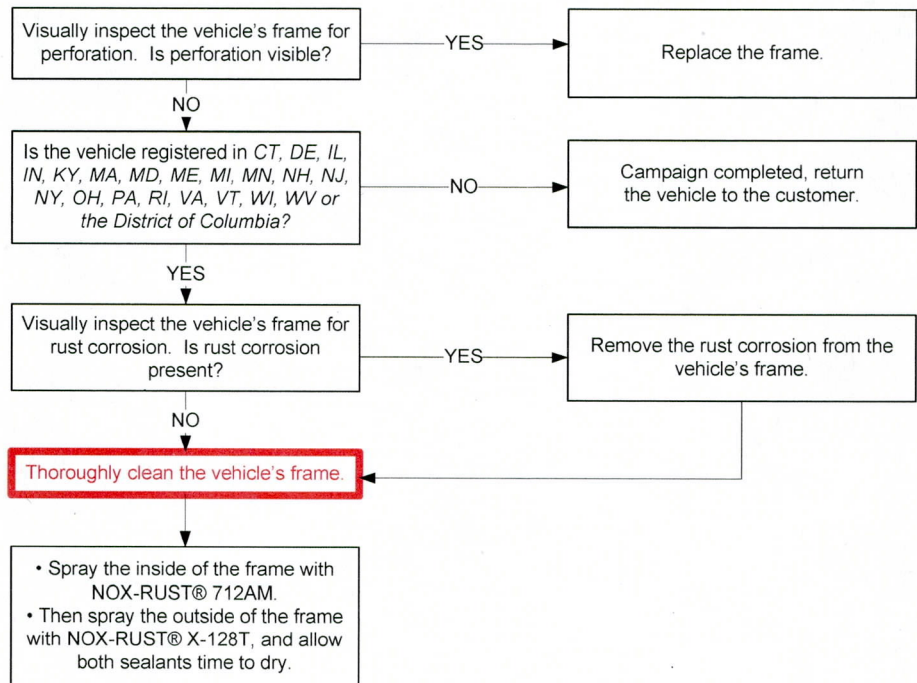 Visually inspect the vehicle's frame for
perforation. Is perforation visible?
YES
Replace the frame.
NO
Is the vehicle registered in CT, DE, IL,
IN, KY, MA, MD, ME, MI, MN, NH, NJ,
NY, OH, PA, RI, VA, VT, WI, WV or
the District of Columbia?
NO
Campaign completed, return
the vehicle to the customer.
YES
Visually inspect the vehicle's frame for
rust corrosion. Is rust corrosion
present?
YES
Remove the rust corrosion from the
vehicle's frame.
NO
Thoroughly clean the vehicle's frame.
• Spray the inside of the frame with
NOX-RUST® 712AM.
• Then spray the outside of the frame
with NOX-RUST® X-128T, and allow
both sealants time to dry.